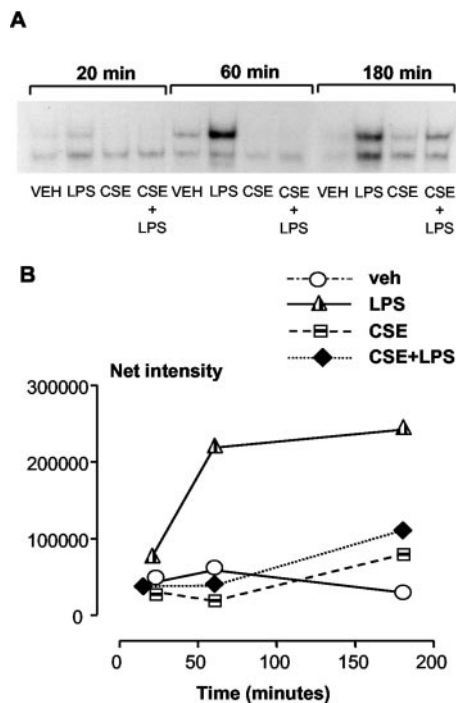 A
20 min 60 min 180 min
VEH LPS CSE CSE + LPS VEH LPS CSE CSE + LPS VEH LPS CSE CSE + LPS
B
veh
LPS
CSE
CSE+LPS
Net intensity
300000
200000
100000
0
0 50 100 150 200
Time (minutes)